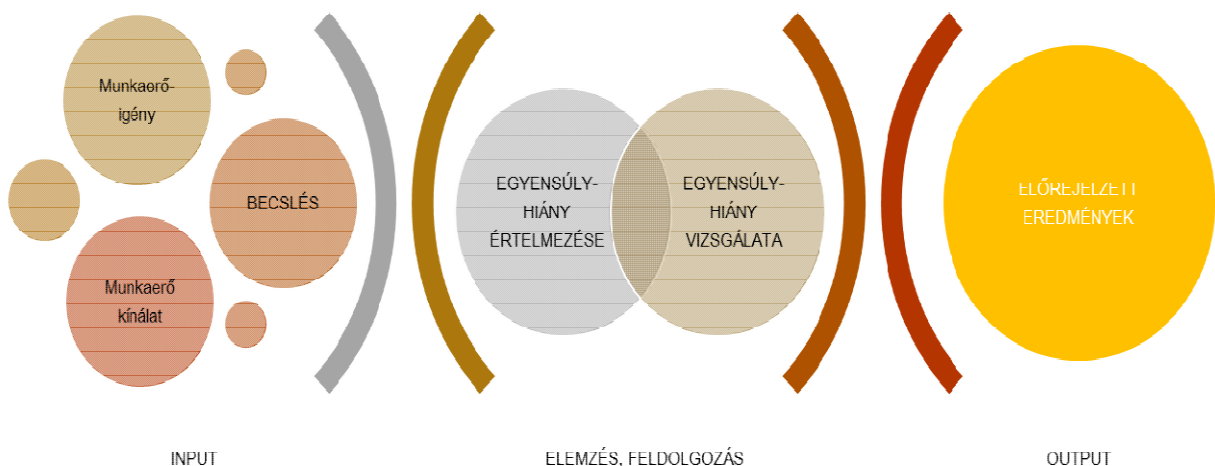 Munkaerő-
igény
BECSLÉS
Munkaerő
kínálat
EGYENSÚLY-
HIÁNY
ÉRTELMEZÉSE
EGYENSÚLY-
HIÁNY
VIZSGÁLATA
ELŐREJELZETT
EREDMÉNYEK
INPUT
ELEMZÉS, FELDOLGOZÁS
OUTPUT